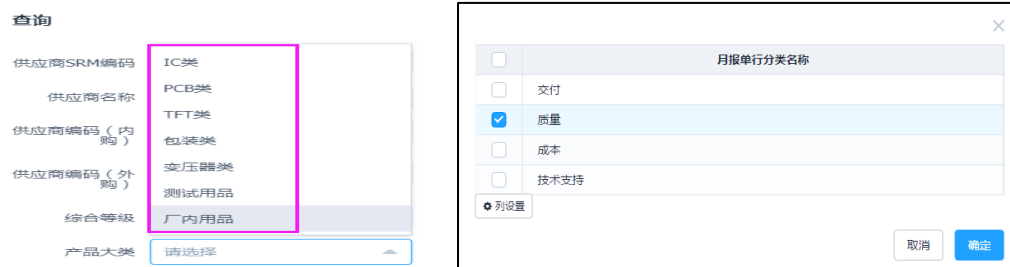 查询
供应商SRM编码
供应商名称
供应商编码（内
购）
供应商编码（外
购）
综合等级
产品大类
IC类
PCB类
TFT类
包装类
变压器类
测试用品
厂内用品
请选择
月报单行分类名称
交付
质量
成本
技术支持
列设置
取消
确定